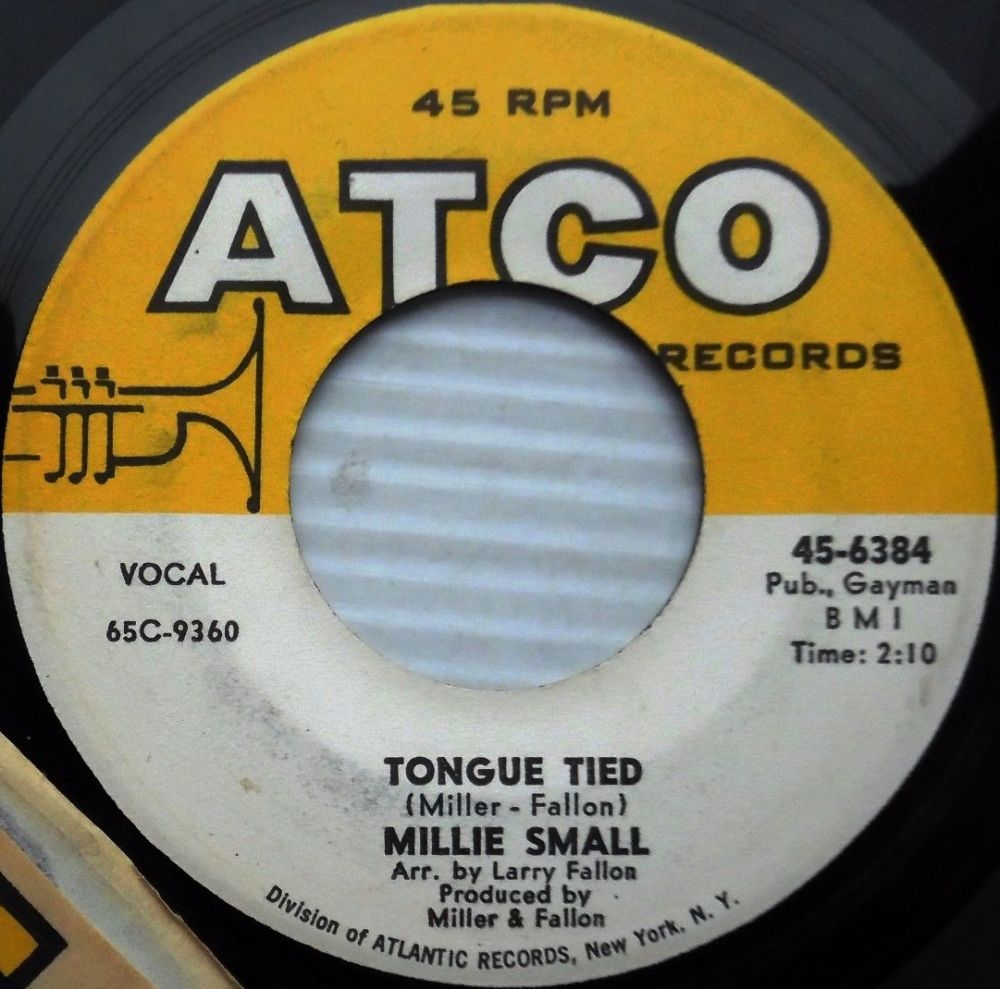 45 RPM
ATCO
RECORDS
VOCAL
65C-9360
45-6384
Pub., Gayman
B M I
Time: 2:10
TONGUE TIED
(Miller - Fallon)
MILLIE SMALL
Arr. by Larry Fallon
Produced by
Miller & Fallon
Division of ATLANTIC RECORDS, New York, N. Y.